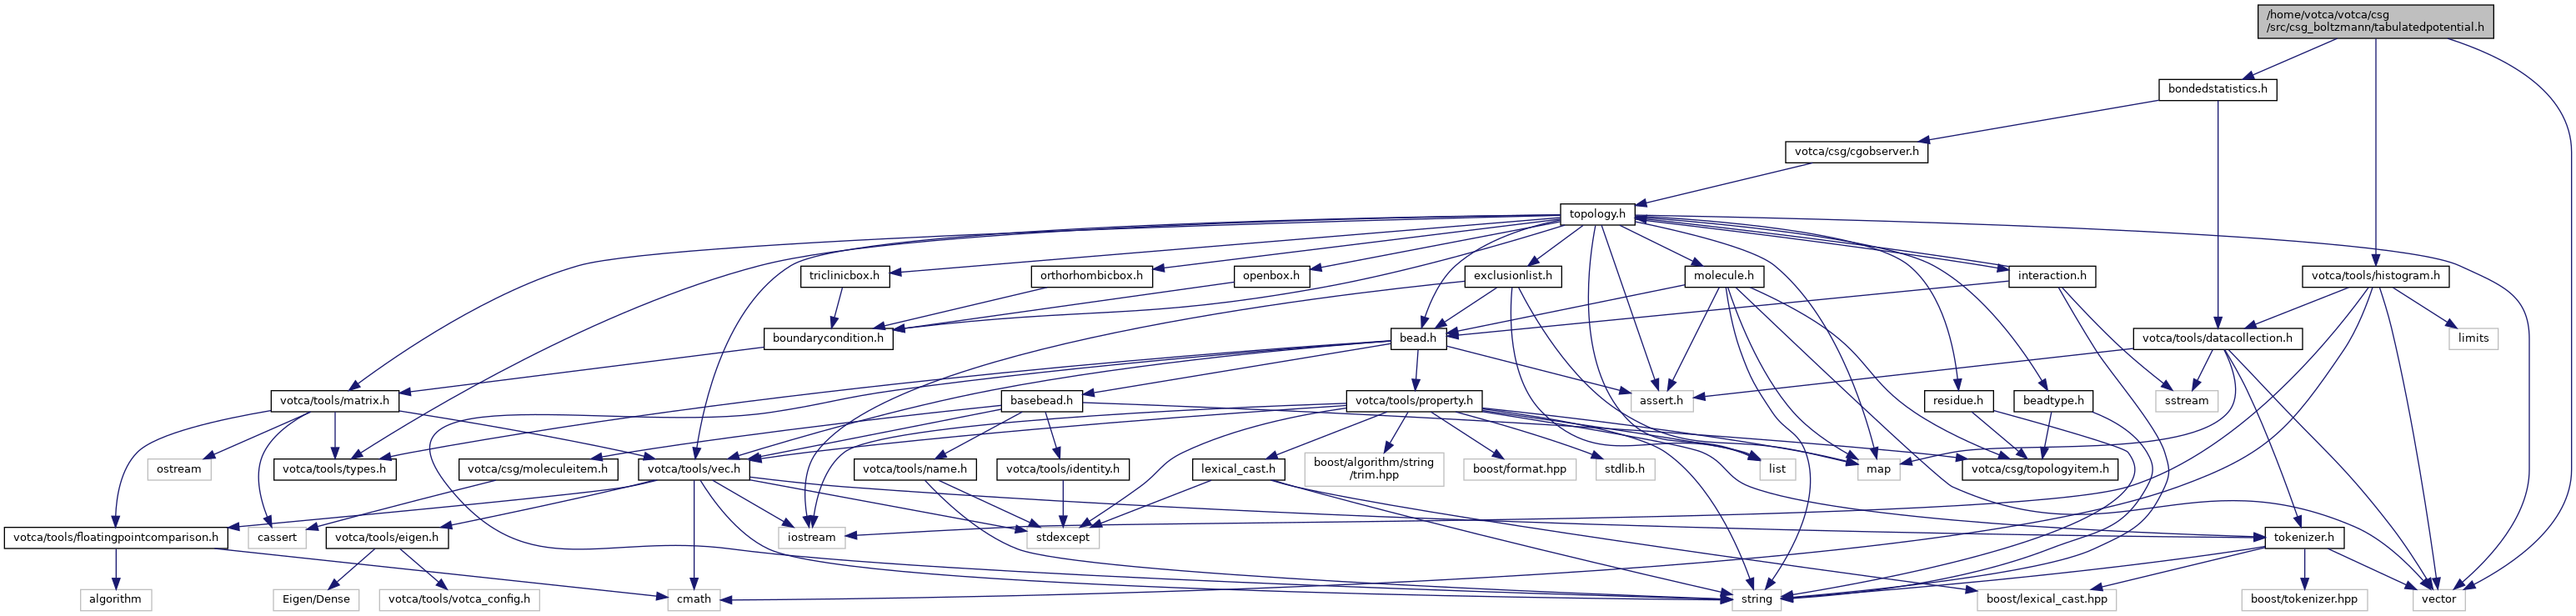 /home/votca/votca/csg
/src/csg_boltzmann/tabulatedpotential.h
bondedstatistics.h
votca/csg/cgobserver.h
topology.h
triclinicbox.h
orthorhombicbox.h
openbox.h
exclusionlist.h
molecule.h
interaction.h
votca/tools/histogram.h
boundarycondition.h
bead.h
votca/tools/datacollection.h
limits
votca/tools/matrix.h
basebead.h
votca/tools/property.h
assert.h
residue.h
beadtype.h
sstream
ostream
votca/tools/types.h
votca/csg/moleculeitem.h
votca/tools/vec.h
votca/tools/name.h
votca/tools/identity.h
lexical_cast.h
boost/algorithm/string
/trim.hpp
boost/format.hpp
stdlib.h
list
map
votca/csg/topologyitem.h
votca/tools/floatingpointcomparison.h
cassert
votca/tools/eigen.h
iostream
stdexcept
tokenizer.h
algorithm
Eigen/Dense
votca/tools/votca_config.h
cmath
string
boost/lexical_cast.hpp
boost/tokenizer.hpp
vector